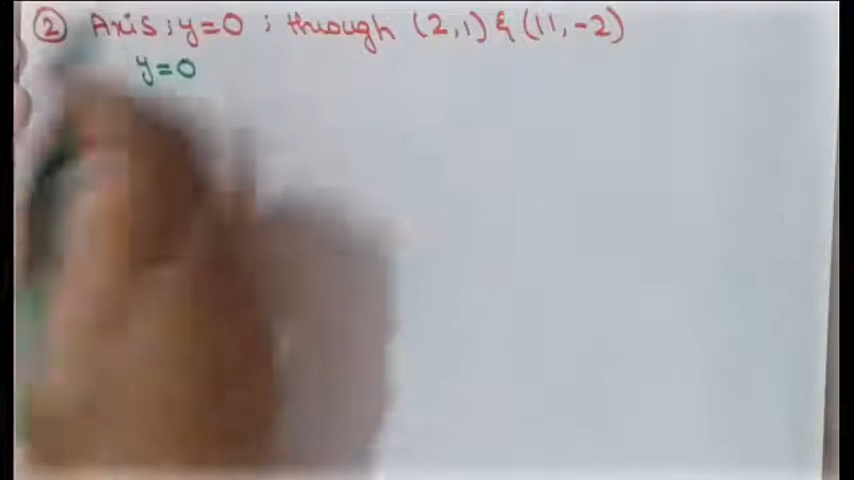 ② Axis; y=0 ; through (2,1) & (11,-2)
y=0